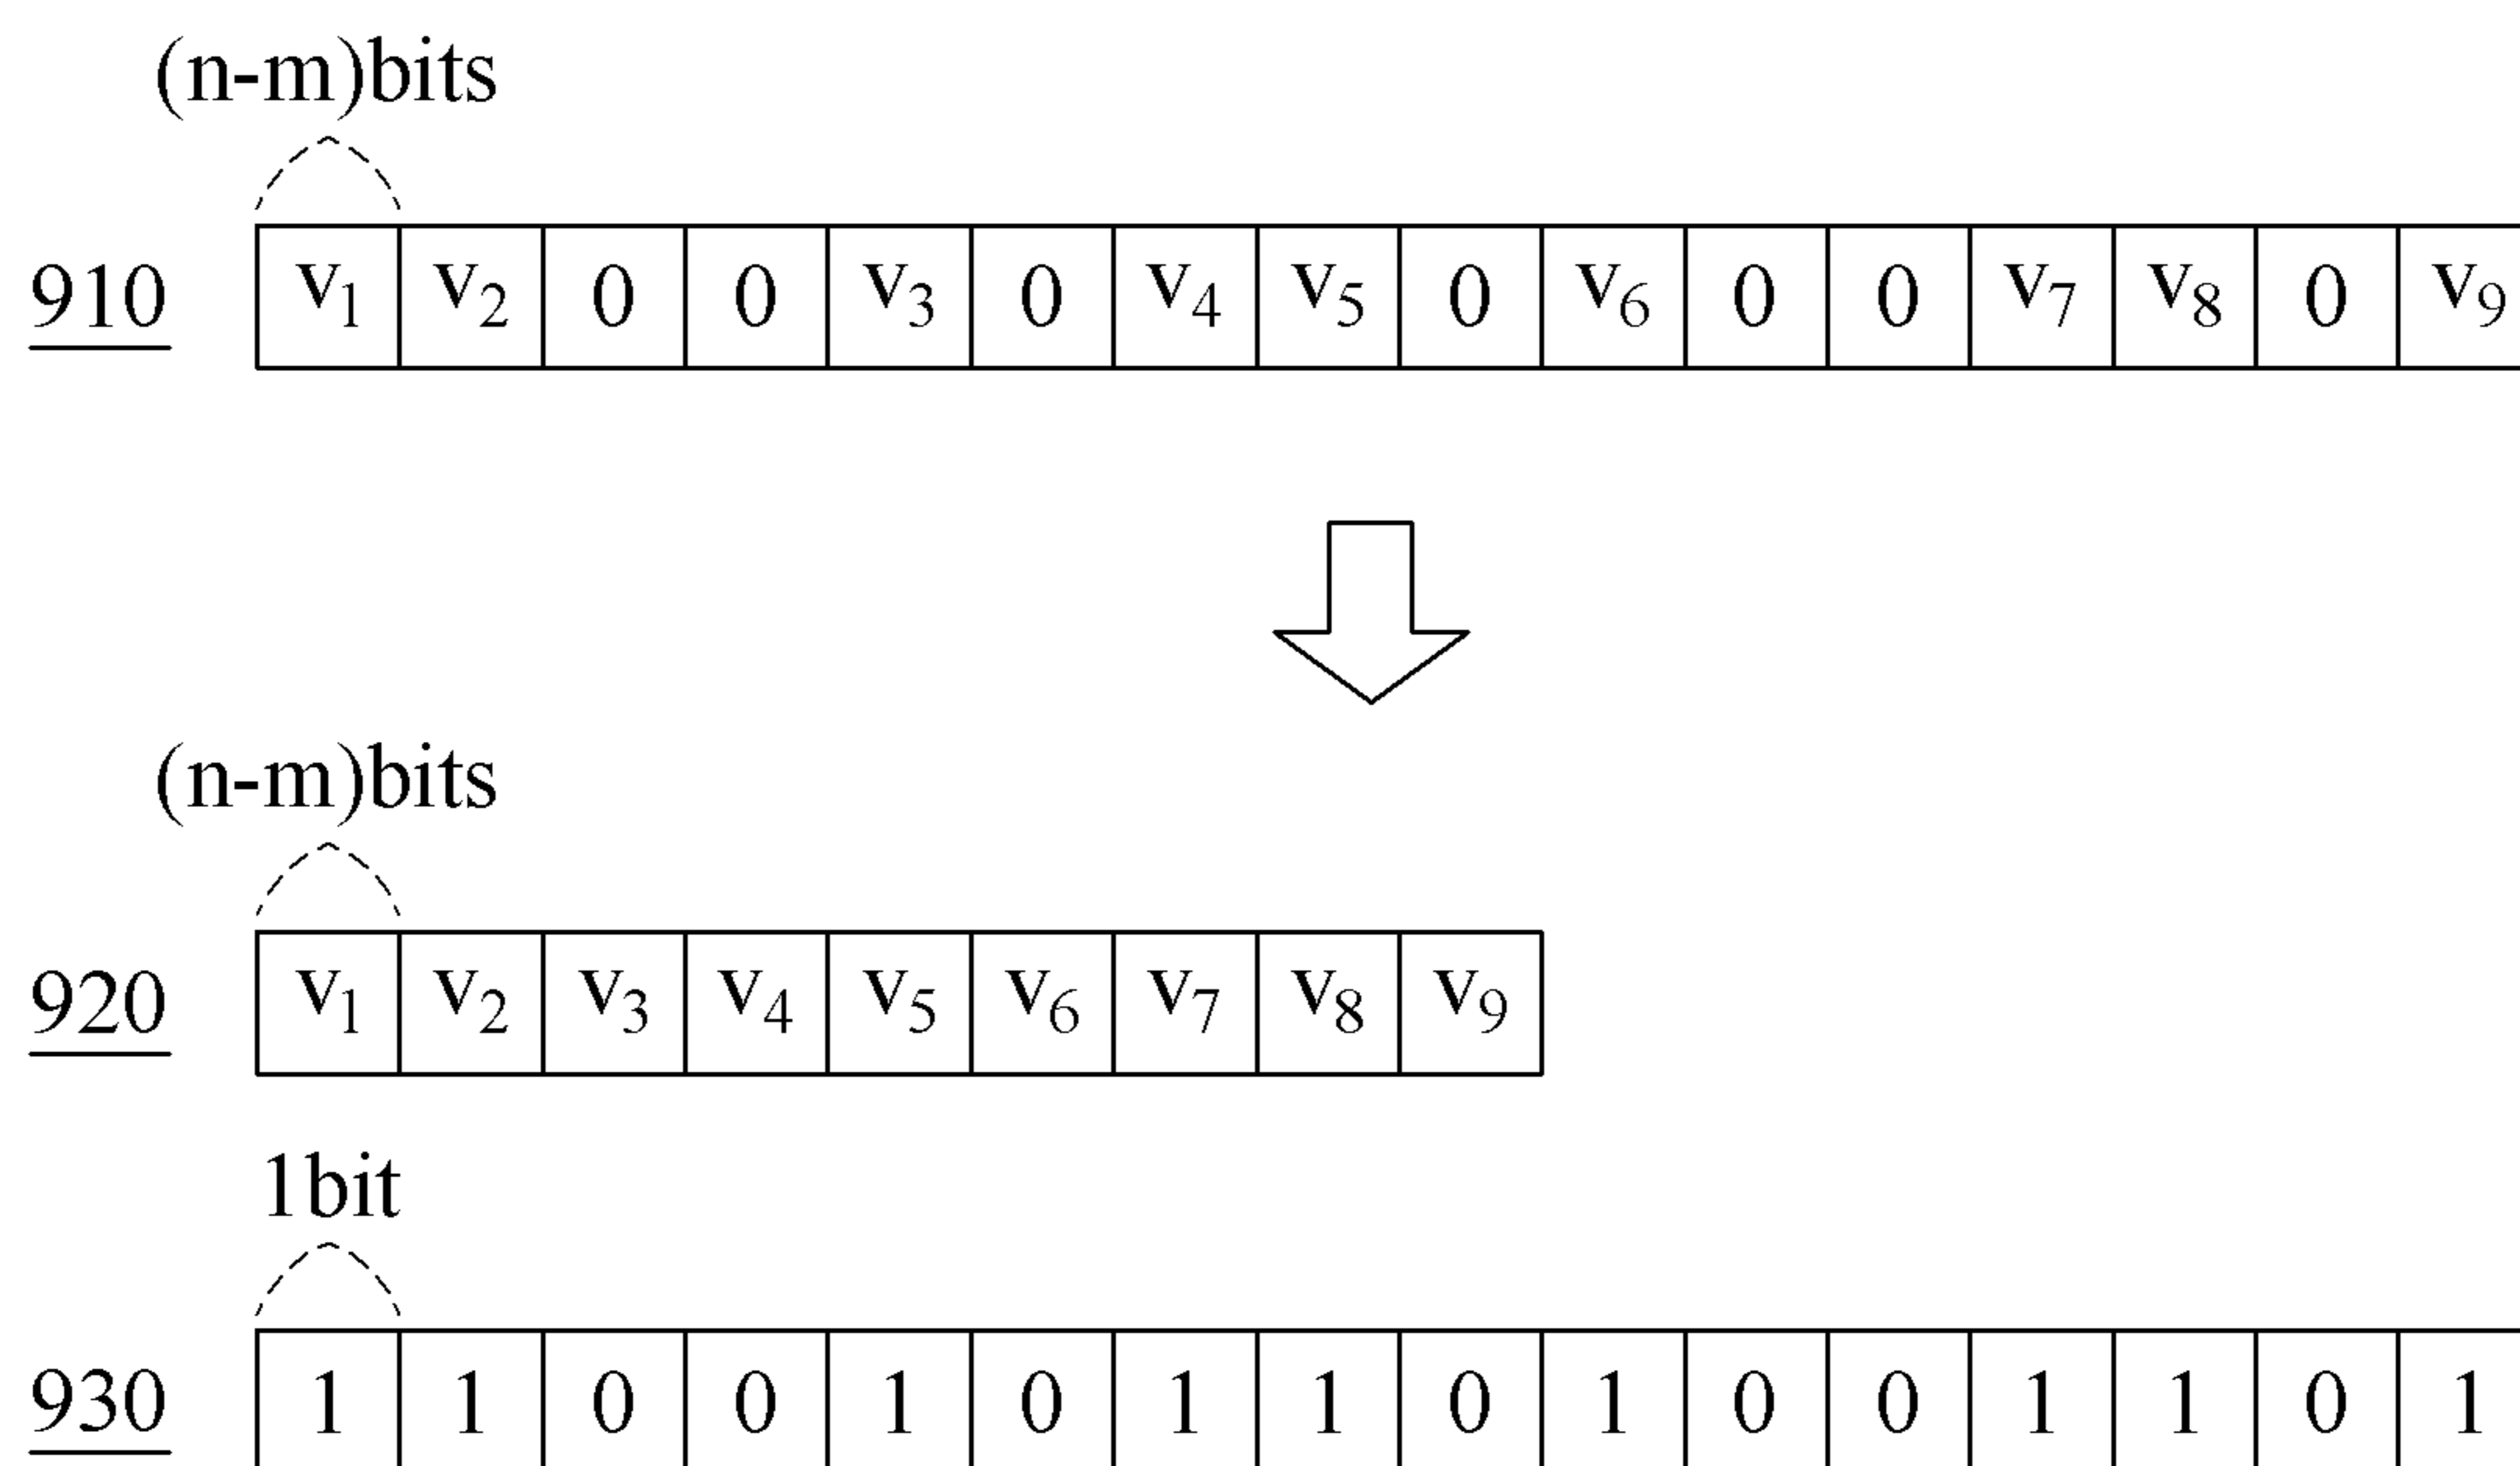 (n-m)bits
910 v₁ v₂ 0 0 v₃ 0 v₄ v₅ 0 v₆ 0 0 v₇ v₈ 0 v₉
(n-m)bits
920 v₁ v₂ v₃ v₄ v₅ v₆ v₇ v₈ v₉
1bit
930 1 1 0 0 1 0 1 1 0 1 0 0 1 1 0 1